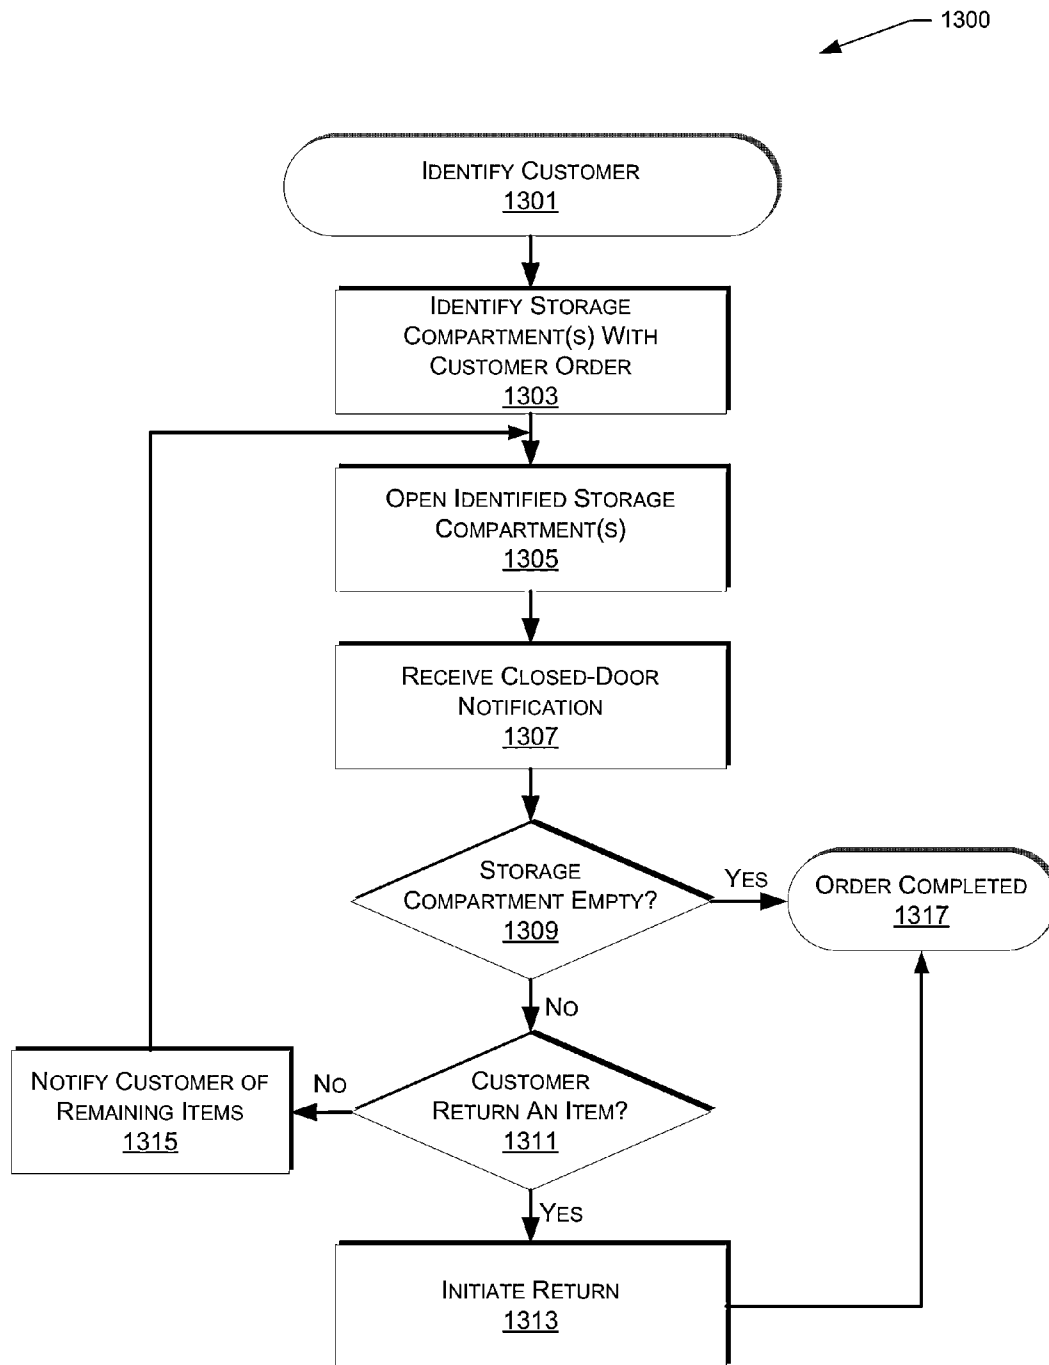 1300
IDENTIFY CUSTOMER
1301
IDENTIFY STORAGE
COMPARTMENT(S) WITH
CUSTOMER ORDER
1303
OPEN IDENTIFIED STORAGE
COMPARTMENT(S)
1305
RECEIVE CLOSED-DOOR
NOTIFICATION
1307
STORAGE
COMPARTMENT EMPTY?
1309
YES
ORDER COMPLETED
1317
NO
CUSTOMER
RETURN AN ITEM?
1311
NO
NOTIFY CUSTOMER OF
REMAINING ITEMS
1315
YES
INITIATE RETURN
1313